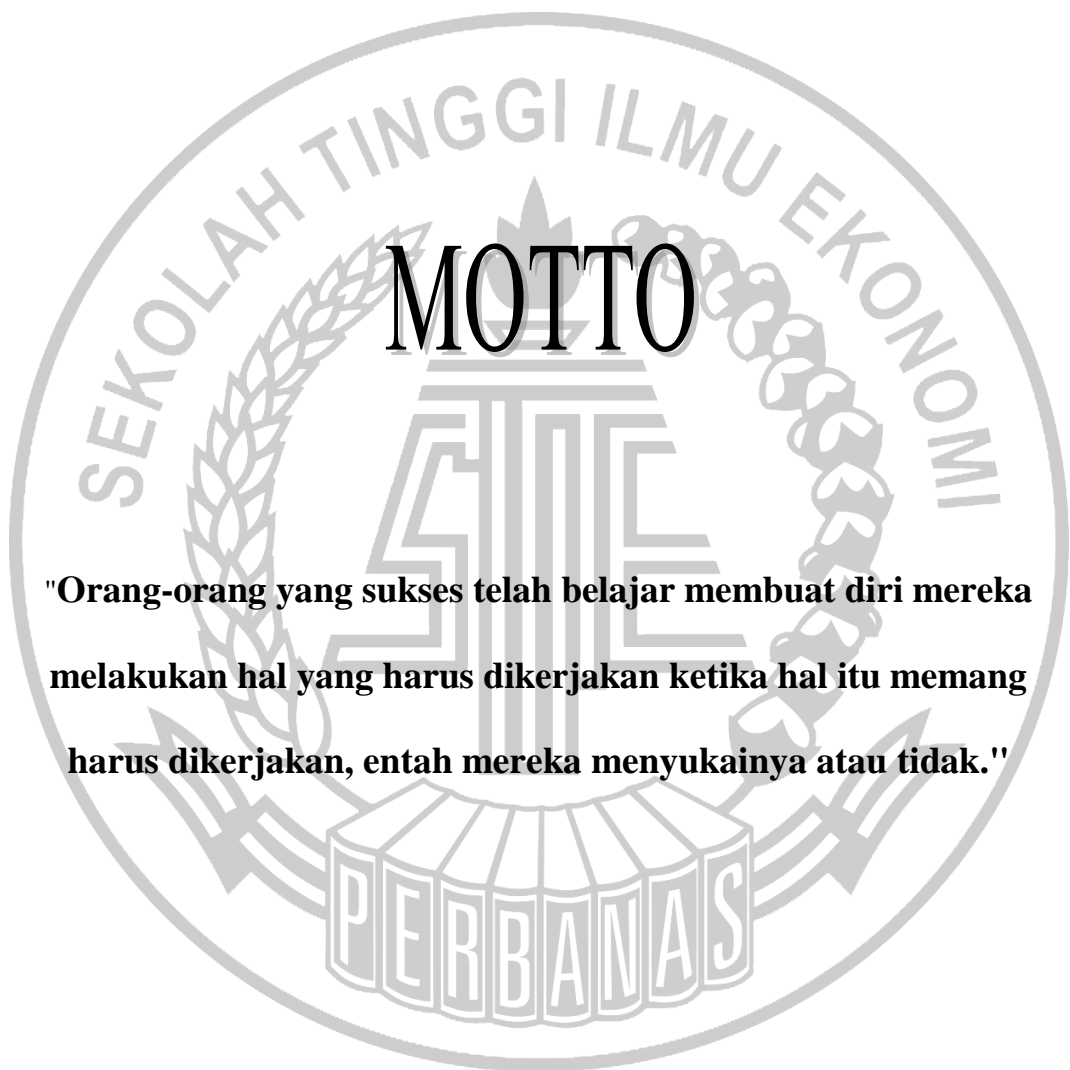 SEKOLAH TINGGI ILMU EKONOMI
MOTTO
"Orang-orang yang sukses telah belajar membuat diri mereka
melakukan hal yang harus dikerjakan ketika hal itu memang
harus dikerjakan, entah mereka menyukainya atau tidak."
PERBANAS